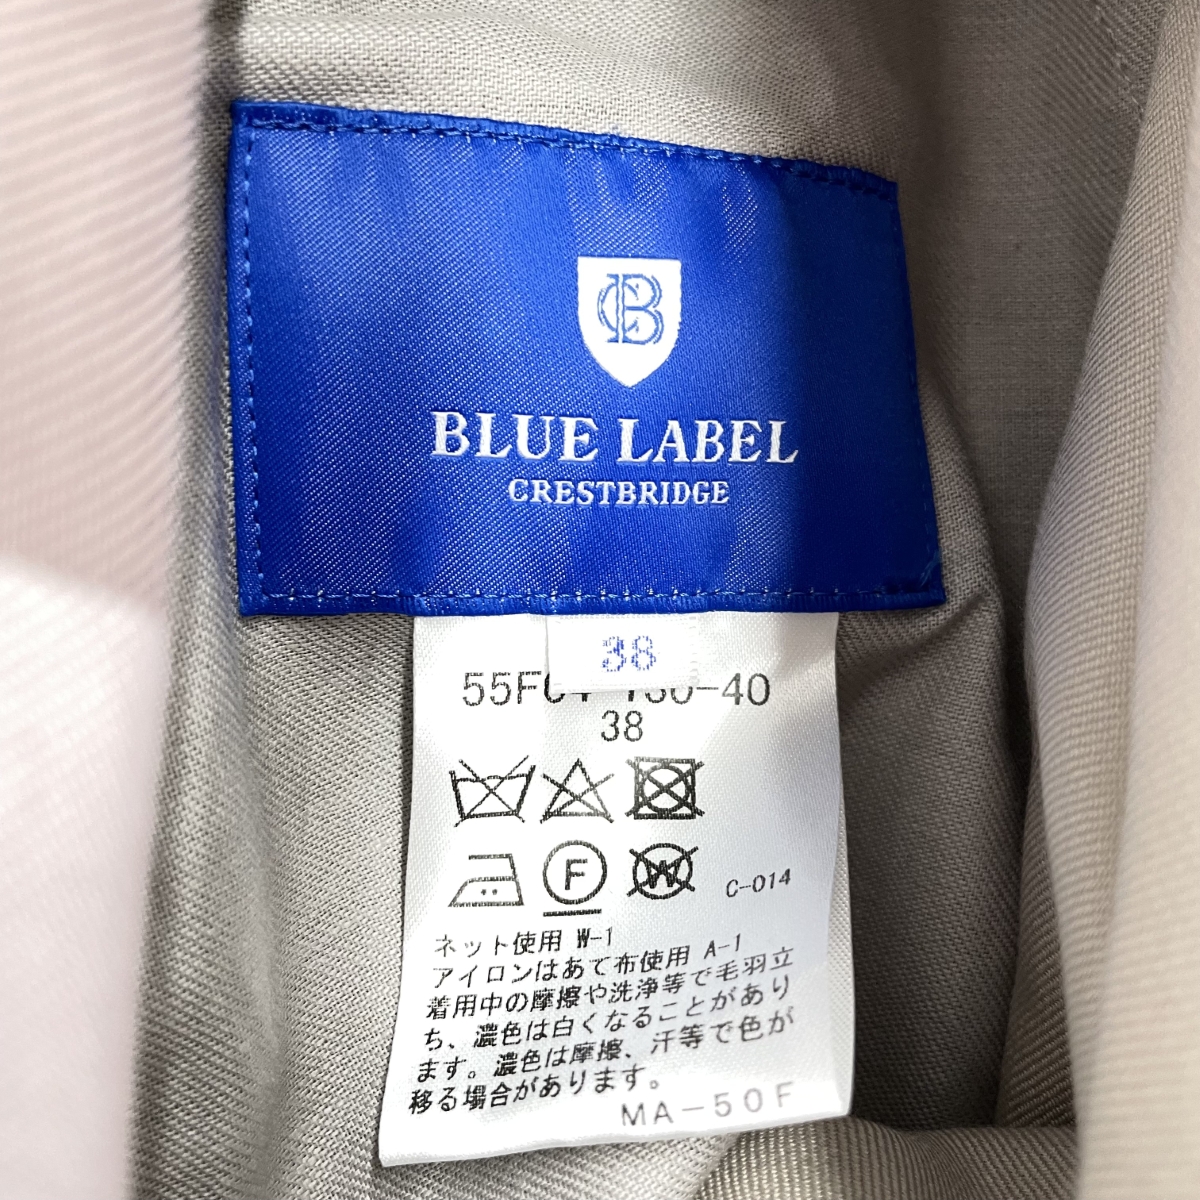 CB
BLUE LABEL
CRESTBRIDGE
38
38
F
W
C-014
ネット使用 W-1
アイロンはあて布使用 A-1
着用中の摩擦や洗浄等で毛羽立
ち、濃色は白くなることがあり
ます。濃色は摩擦、汗等で色が
移る場合があります。
MA-50F